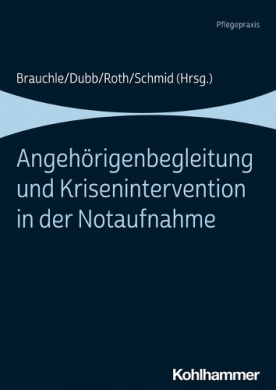 Pflegepraxis
Brauchle/Dubb/Roth/Schmid (Hrsg.)
Angehörigenbegleitung
und Krisenintervention
in der Notaufnahme
Kohlhammer